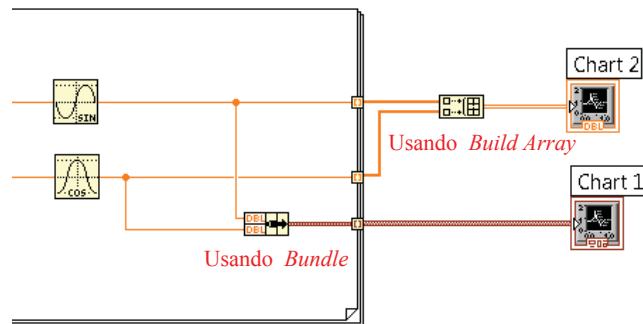 Chart 2
SIN
DBL
Usando Build Array
COS
Chart 1
DBL
DBL
Usando Bundle